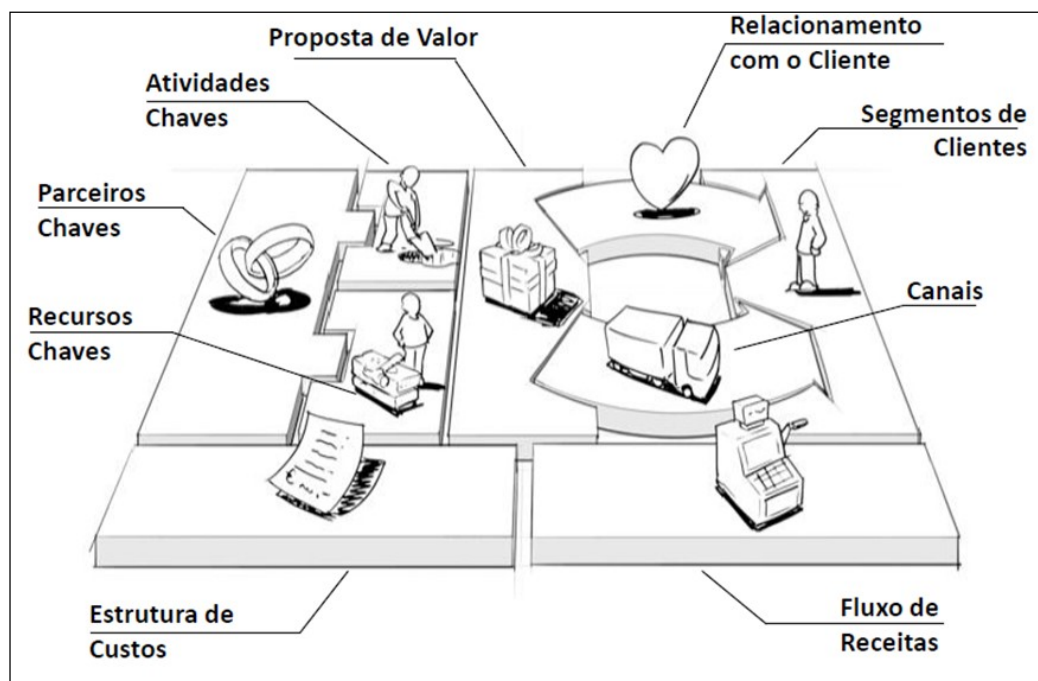 Proposta de Valor
Relacionamento
com o Cliente
Atividades
Chaves
Segmentos de
Clientes
Parceiros
Chaves
Recursos
Chaves
Canais
Estrutura de
Custos
Fluxo de
Receitas